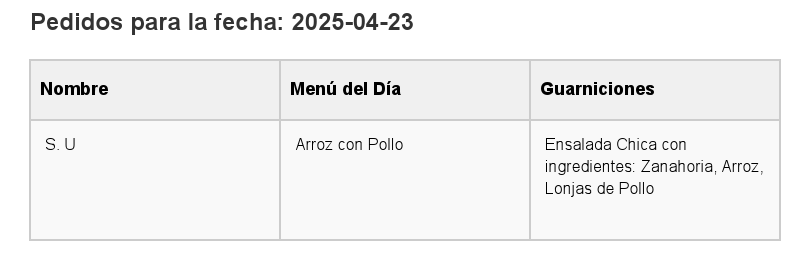 Pedidos para la fecha: 2025-04-23
Nombre
Menú del Día
Guarniciones
S. U
Arroz con Pollo
Ensalada Chica con
ingredientes: Zanahoria, Arroz,
Lonjas de Pollo